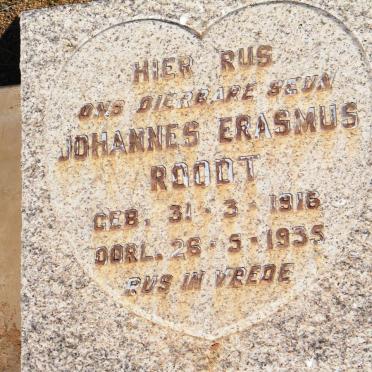 HIER RUS
ONS DIERBARE SEUN
JOHANNES ERASMUS
ROODT
GEB. 31-3-1916
OORL. 26-5-1935
RUS IN VREDE